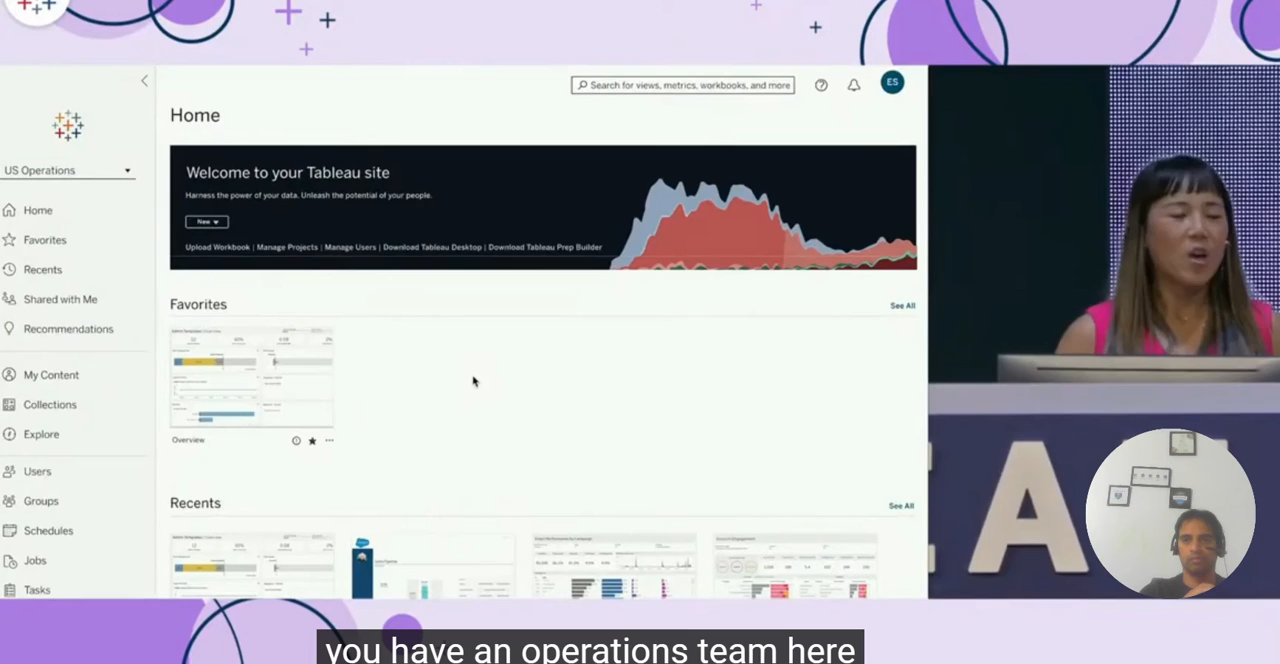 Search for views, metrics, workbooks, and more
ES
Home
US Operations
Welcome to your Tableau site
Harness the power of your data. Unleash the potential of your people.
New
Upload Workbook | Manage Projects | Manage Users | Download Tableau Desktop | Download Tableau Prep Builder
Home
Favorites
Recents
Shared with Me
Recommendations
My Content
Collections
Explore
Users
Groups
Schedules
Jobs
Tasks
Favorites
See All
Overview
Recents
See All
EA
you have an operations team here